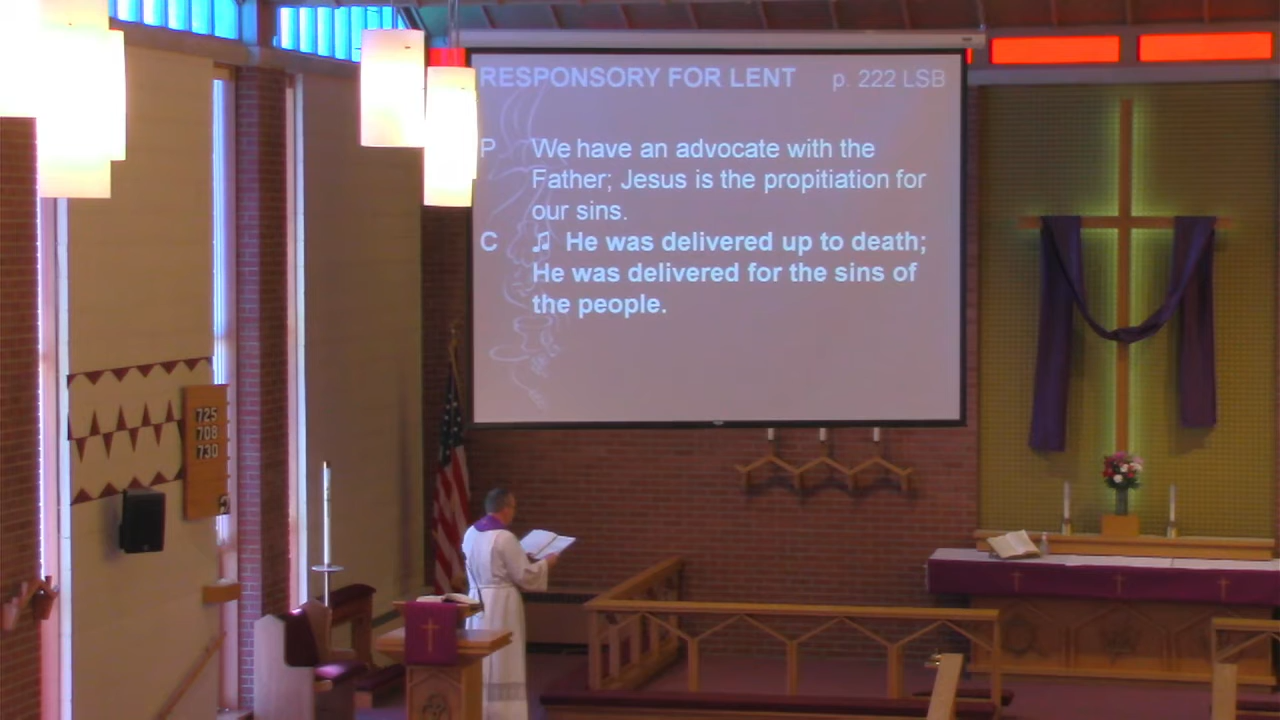 RESPONSORY FOR LENT p. 222 LSB
P We have an advocate with the
Father; Jesus is the propitiation for
our sins.
C ♫ He was delivered up to death;
He was delivered for the sins of
the people.
725
708
730